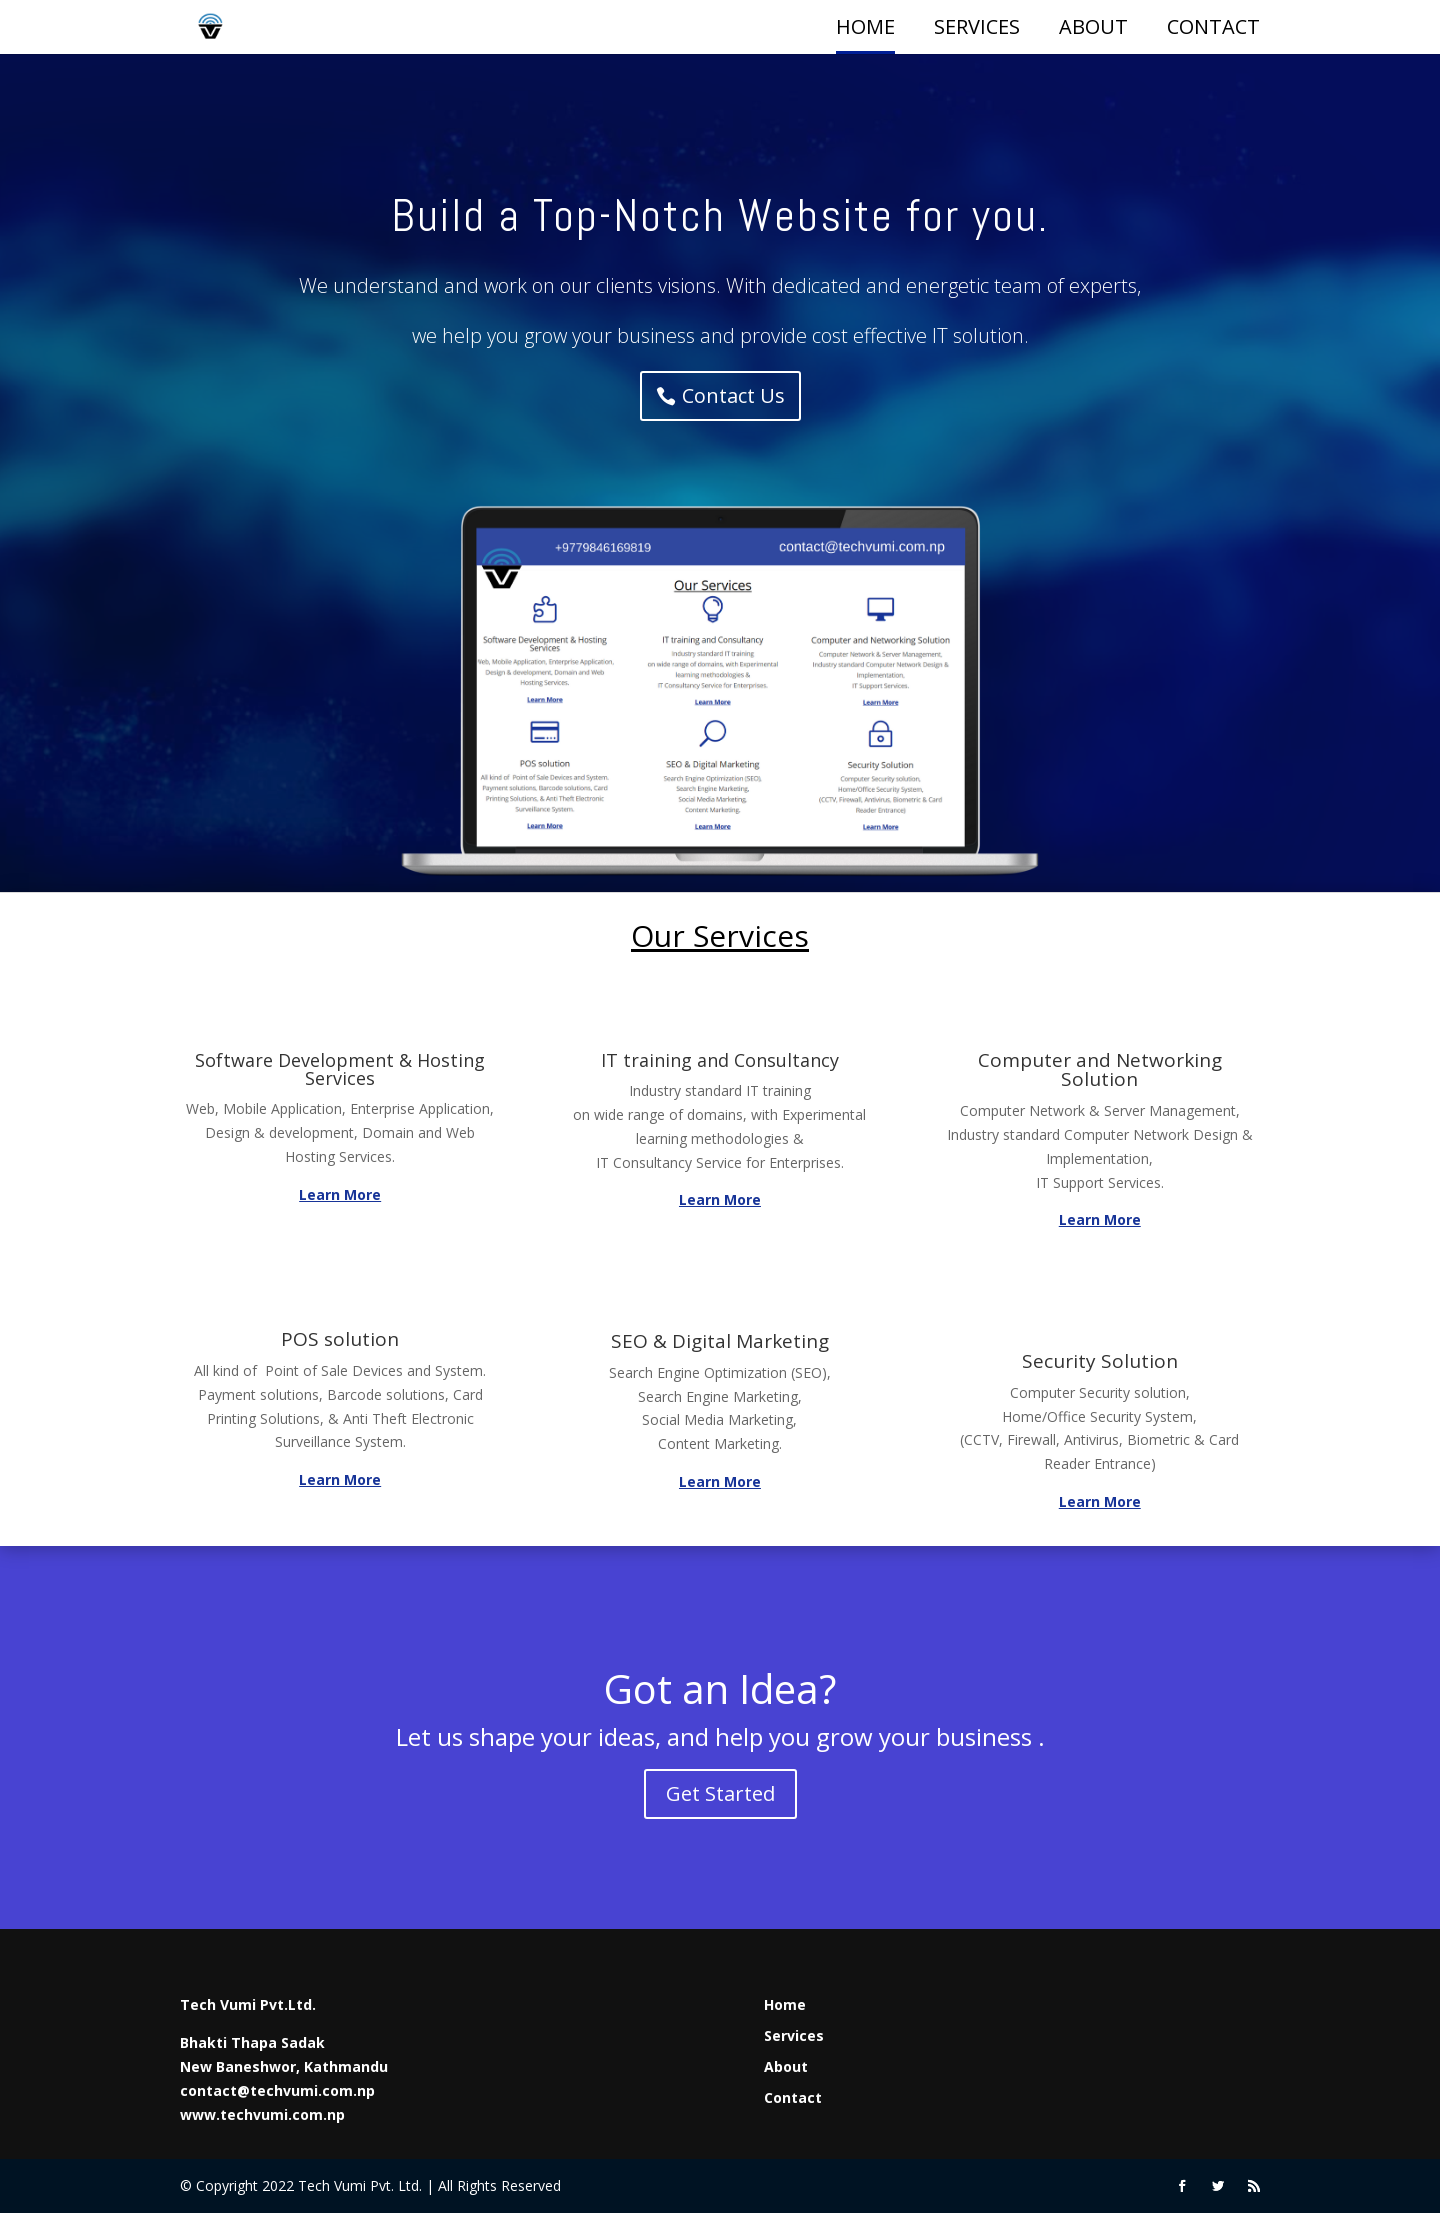 HOME SERVICES ABOUT CONTACT
Build a Top-Notch Website for you.
We understand and work on our clients visions. With dedicated and energetic team of experts,
we help you grow your business and provide cost effective IT solution.
Contact Us
+9779846169819 contact@techvumi.com.np
Our Services
Software Development & Hosting
Services
Web, Mobile Application, Enterprise Application,
Design & development, Domain and Web
Hosting Services.
Learn More
IT training and Consultancy
Industry standard IT training
on wide range of domains, with Experimental
learning methodologies &
IT Consultancy Service for Enterprises.
Learn More
Computer and Networking Solution
Computer Network & Server Management,
Industry standard Computer Network Design &
Implementation,
IT Support Services.
Learn More
POS solution
All kind of Point of Sale Devices and System.
Payment solutions, Barcode solutions, Card
Printing Solutions, & Anti Theft Electronic
Surveillance System.
Learn More
SEO & Digital Marketing
Search Engine Optimization (SEO),
Search Engine Marketing,
Social Media Marketing,
Content Marketing.
Learn More
Security Solution
Computer Security solution,
Home/Office Security System,
(CCTV, Firewall, Antivirus, Biometric & Card
Reader Entrance)
Learn More
Our Services
Software Development & Hosting
Services
Web, Mobile Application, Enterprise Application,
Design & development, Domain and Web
Hosting Services.
Learn More
IT training and Consultancy
Industry standard IT training
on wide range of domains, with Experimental
learning methodologies &
IT Consultancy Service for Enterprises.
Learn More
Computer and Networking
Solution
Computer Network & Server Management,
Industry standard Computer Network Design &
Implementation,
IT Support Services.
Learn More
POS solution
All kind of  Point of Sale Devices and System.
Payment solutions, Barcode solutions, Card
Printing Solutions, & Anti Theft Electronic
Surveillance System.
Learn More
SEO & Digital Marketing
Search Engine Optimization (SEO),
Search Engine Marketing,
Social Media Marketing,
Content Marketing.
Learn More
Security Solution
Computer Security solution,
Home/Office Security System,
(CCTV, Firewall, Antivirus, Biometric & Card
Reader Entrance)
Learn More
Got an Idea?
Let us shape your ideas, and help you grow your business .
Get Started
Tech Vumi Pvt.Ltd.
Bhakti Thapa Sadak
New Baneshwor, Kathmandu
contact@techvumi.com.np
www.techvumi.com.np
Home
Services
About
Contact
© Copyright 2022 Tech Vumi Pvt. Ltd. | All Rights Reserved